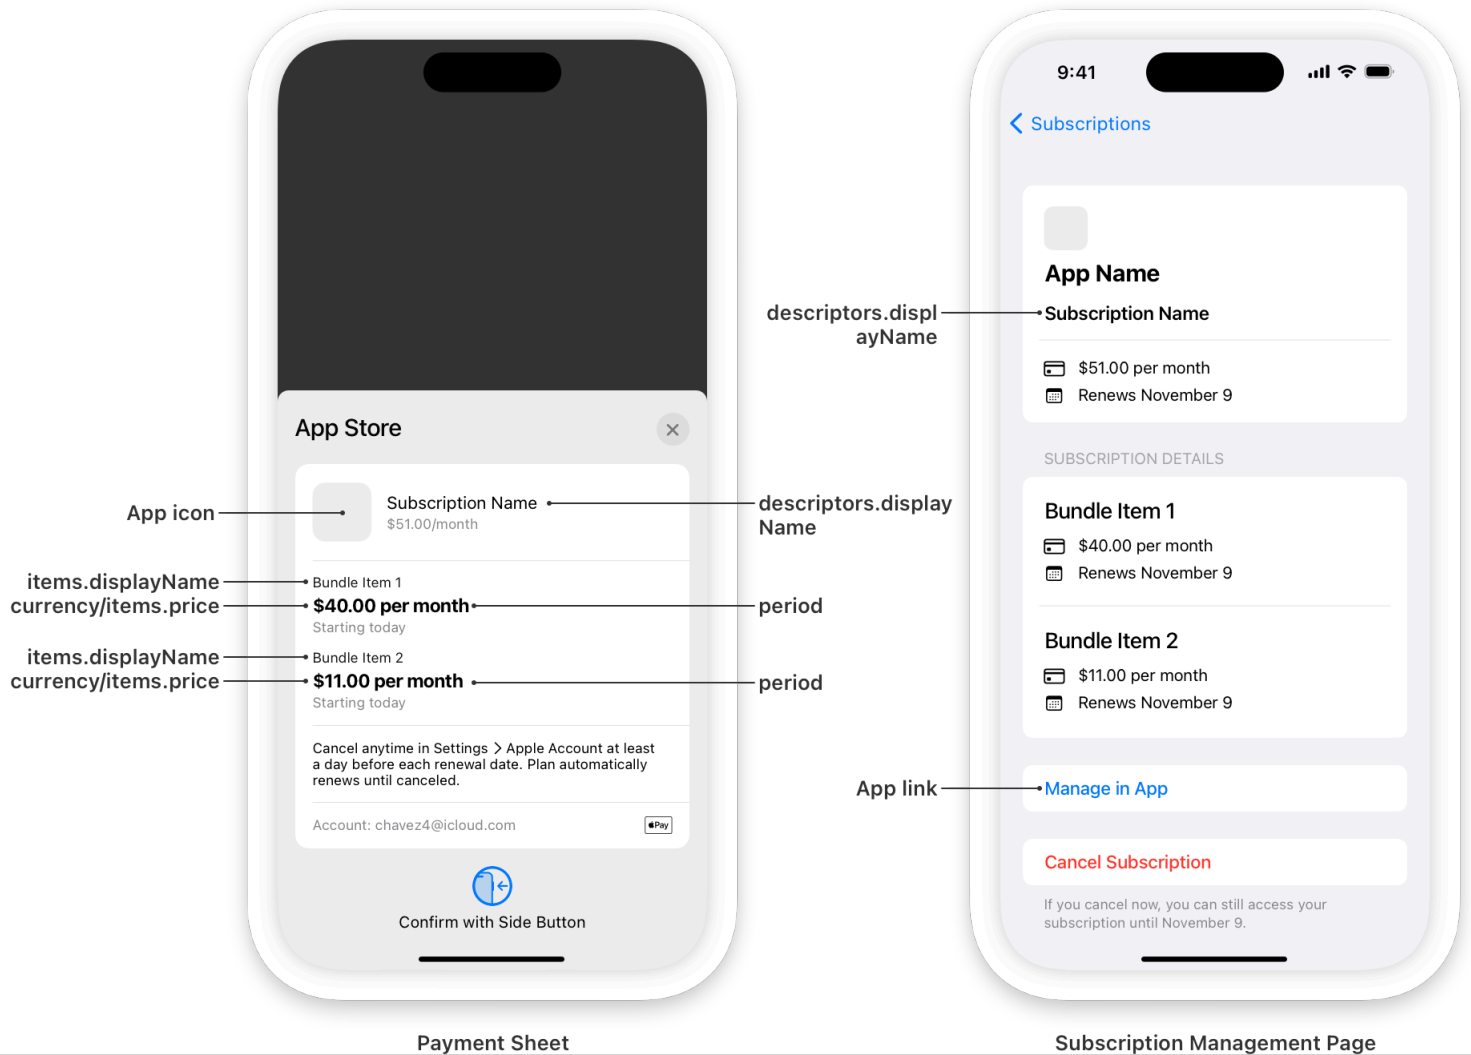 App Store
Subscription Name
$51.00/month
App icon
descriptors.display
Name
items.displayName
Bundle Item 1
currency/items.price
$40.00 per month
period
Starting today
items.displayName
Bundle Item 2
currency/items.price
$11.00 per month
period
Starting today
Cancel anytime in Settings > Apple Account at least
a day before each renewal date. Plan automatically
renews until canceled.
Account: chavez4@icloud.com
Pay
Confirm with Side Button
Payment Sheet
9:41
Subscriptions
App Name
descriptors.displ
ayName
Subscription Name
$51.00 per month
Renews November 9
SUBSCRIPTION DETAILS
Bundle Item 1
$40.00 per month
Renews November 9
Bundle Item 2
$11.00 per month
Renews November 9
App link
Manage in App
Cancel Subscription
If you cancel now, you can still access your
subscription until November 9.
Subscription Management Page